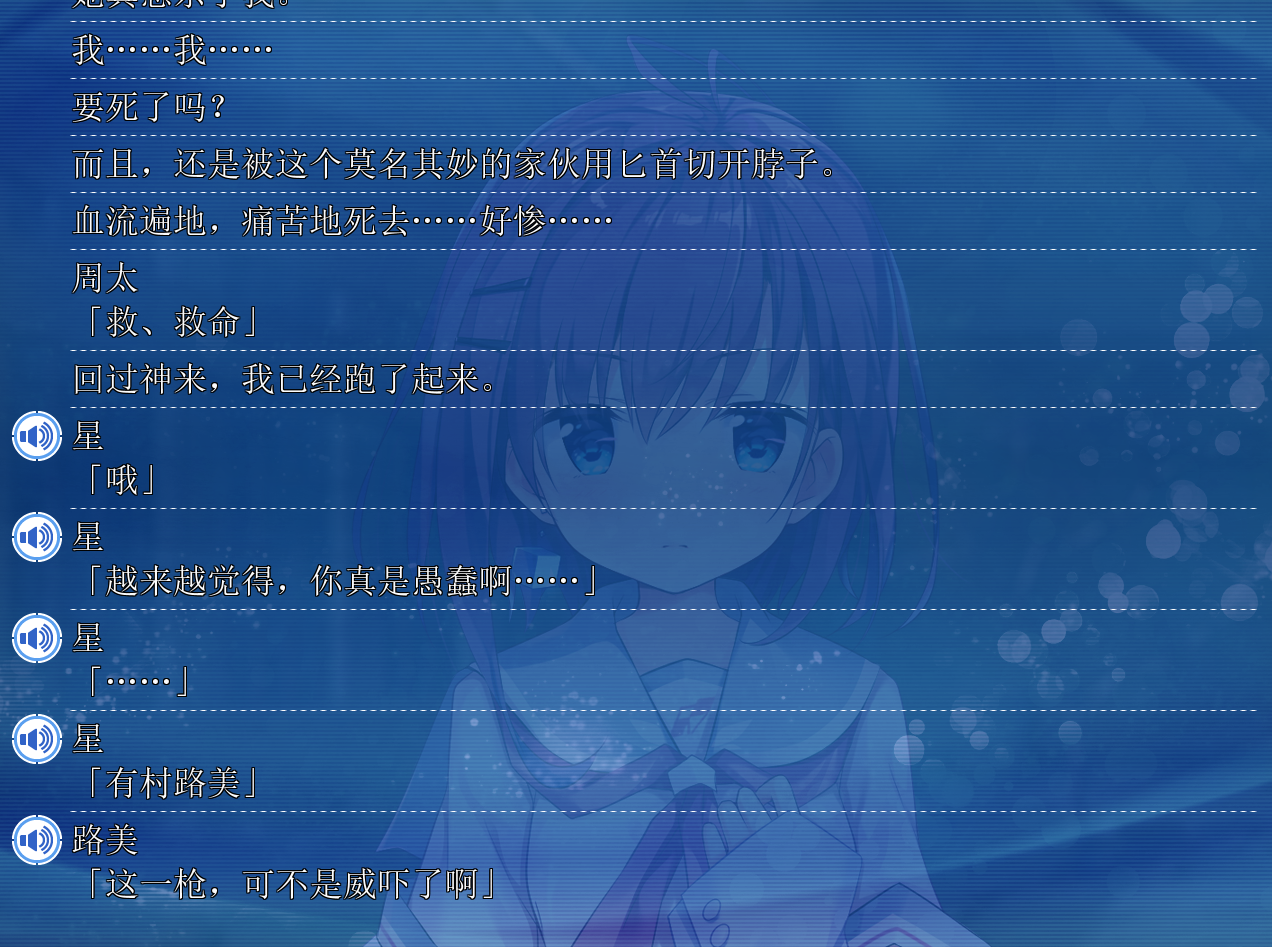 我……我……
要死了吗？
而且，还是被这个莫名其妙的家伙用匕首切开脖子。
血流遍地，痛苦地死去……好惨……
周太
「救、救命」
回过神来，我已经跑了起来。
星
「哦」
星
「越来越觉得，你真是愚蠢啊……」
星
「……」
星
「有村路美」
路美
「这一枪，可不是威吓了啊」